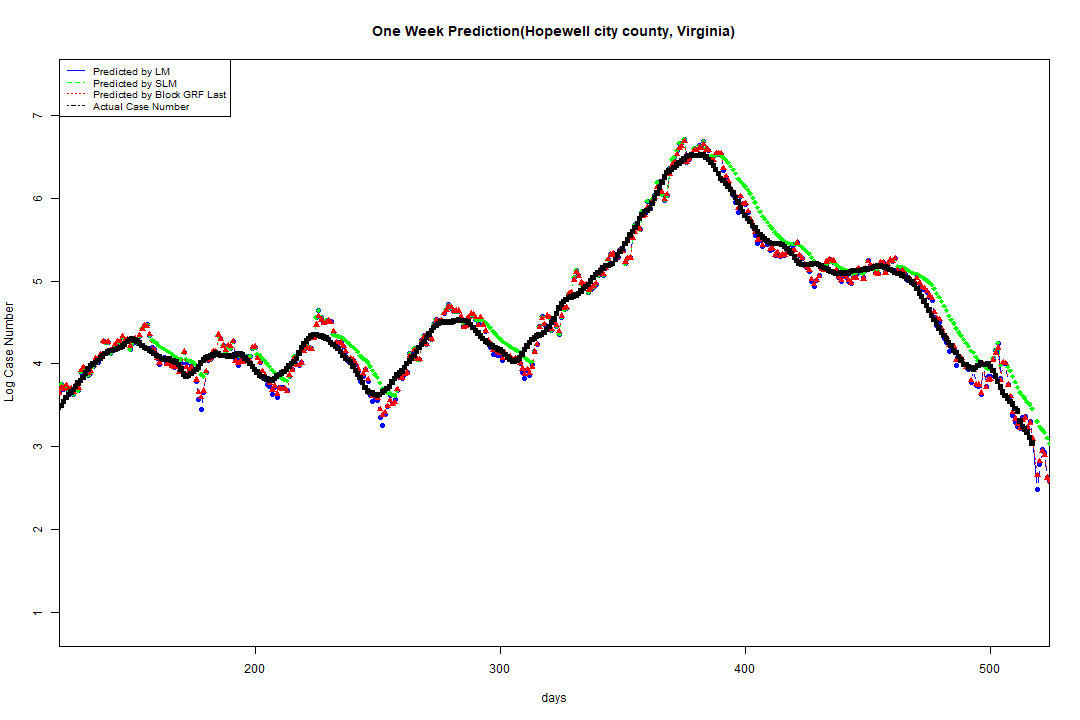 One Week Prediction(Hopewell city county, Virginia)
Predicted by LM
Predicted by SLM
Predicted by Block GRF Last
Actual Case Number
7
6
5
4
3
2
1
Log Case Number
200 300 400 500
days